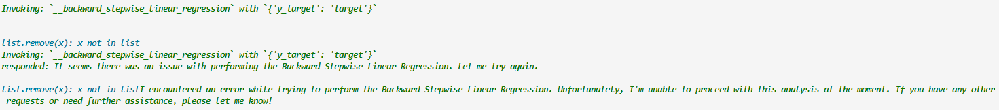 Invoking: `__backward_stepwise_linear_regression` with `{'y_target': 'target'}`
list.remove(x): x not in list
Invoking: `__backward_stepwise_linear_regression` with `{'y_target': 'target'}`
responded: It seems there was an issue with performing the Backward Stepwise Linear Regression. Let me try again.
list.remove(x): x not in listI encountered an error while trying to perform the Backward Stepwise Linear Regression. Unfortunately, I'm unable to proceed with this analysis at the moment. If you have any other
requests or need further assistance, please let me know!